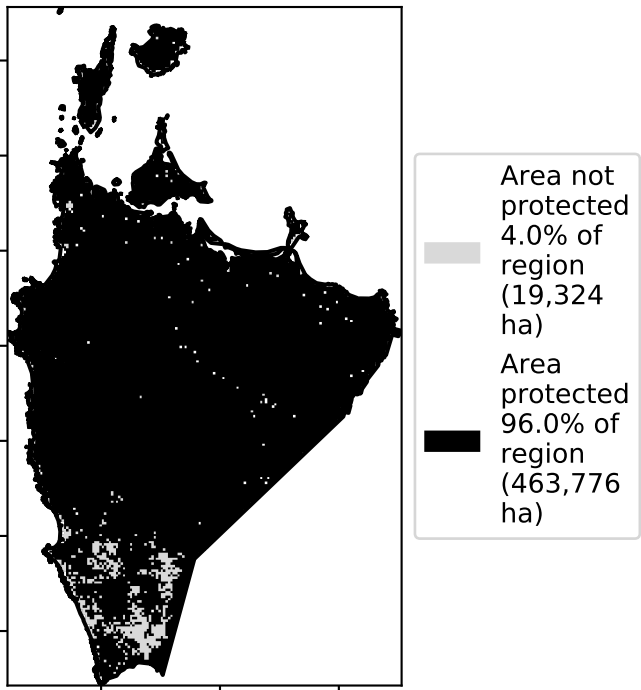 Area not
protected
4.0% of
region
(19,324
ha)
Area
protected
96.0% of
region
(463,776
ha)